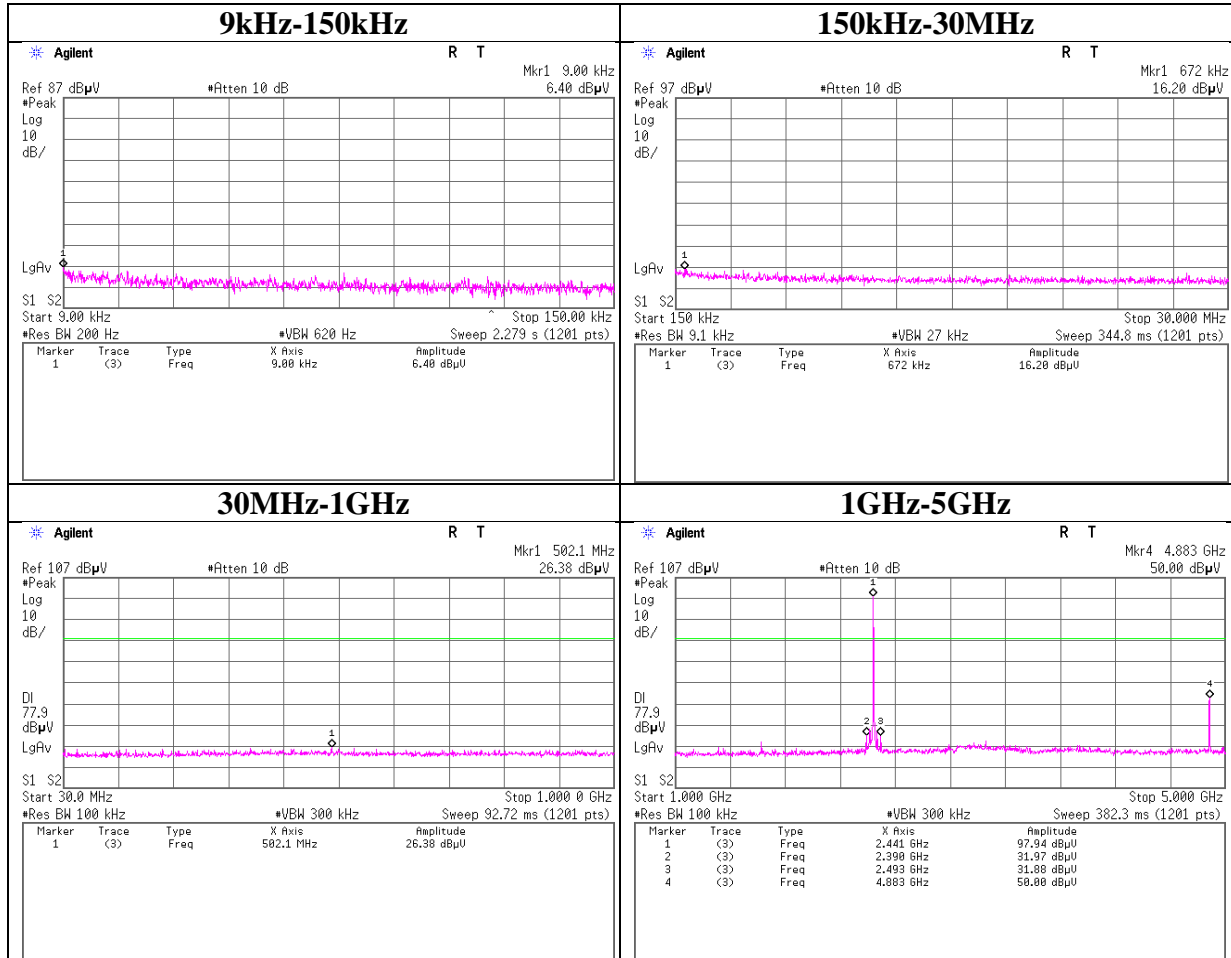 9kHz-150kHz
Agilent R T
Mkr1 9.00 kHz
Ref 87 dBµV #Atten 10 dB 6.40 dBµV
#Peak
Log
10
dB/
1
LgAv
S1 S2
Start 9.00 kHz ^ Stop 150.00 kHz
#Res BW 200 Hz #VBW 620 Hz Sweep 2.279 s (1201 pts)
Marker Trace Type X Axis Amplitude
1 (3) Freq 9.00 kHz 6.40 dBµV
150kHz-30MHz
Agilent R T
Mkr1 672 kHz
Ref 97 dBµV #Atten 10 dB 16.20 dBµV
#Peak
Log
10
dB/
1
LgAv
S1 S2
Start 150 kHz Stop 30.000 MHz
#Res BW 9.1 kHz #VBW 27 kHz Sweep 344.8 ms (1201 pts)
Marker Trace Type X Axis Amplitude
1 (3) Freq 672 kHz 16.20 dBµV
30MHz-1GHz
Agilent R T
Mkr1 502.1 MHz
Ref 107 dBµV #Atten 10 dB 26.38 dBµV
#Peak
Log
10
dB/
DI
77.9
dBµV
1
LgAv
S1 S2
Start 30.0 MHz Stop 1.000 0 GHz
#Res BW 100 kHz #VBW 300 kHz Sweep 92.72 ms (1201 pts)
Marker Trace Type X Axis Amplitude
1 (3) Freq 502.1 MHz 26.38 dBµV
1GHz-5GHz
Agilent R T
Mkr4 4.883 GHz
Ref 107 dBµV #Atten 10 dB 50.00 dBµV
#Peak
1
Log
10
dB/
4
DI
77.9
dBµV
2 3
LgAv
S1 S2
Start 1.000 GHz Stop 5.000 GHz
#Res BW 100 kHz #VBW 300 kHz Sweep 382.3 ms (1201 pts)
Marker Trace Type X Axis Amplitude
1 (3) Freq 2.441 GHz 97.94 dBµV
2 (3) Freq 2.390 GHz 31.97 dBµV
3 (3) Freq 2.493 GHz 31.88 dBµV
4 (3) Freq 4.883 GHz 50.00 dBµV